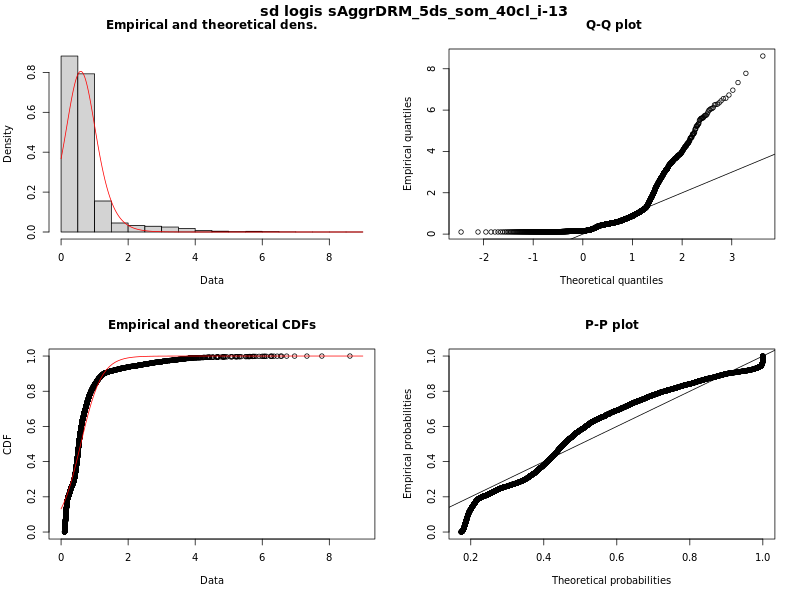 sd logis sAggrDRM_5ds_som_40cl_i-13
Empirical and theoretical dens.
Density
0.0 0.2 0.4 0.6 0.8
0 2 4 6 8
Data
Q-Q plot
Empirical quantiles
0 2 4 6 8
-2 -1 0 1 2 3
Theoretical quantiles
Empirical and theoretical CDFs
CDF
0.0 0.2 0.4 0.6 0.8 1.0
0 2 4 6 8
Data
P-P plot
Empirical probabilities
0.0 0.2 0.4 0.6 0.8 1.0
0.2 0.4 0.6 0.8 1.0
Theoretical probabilities